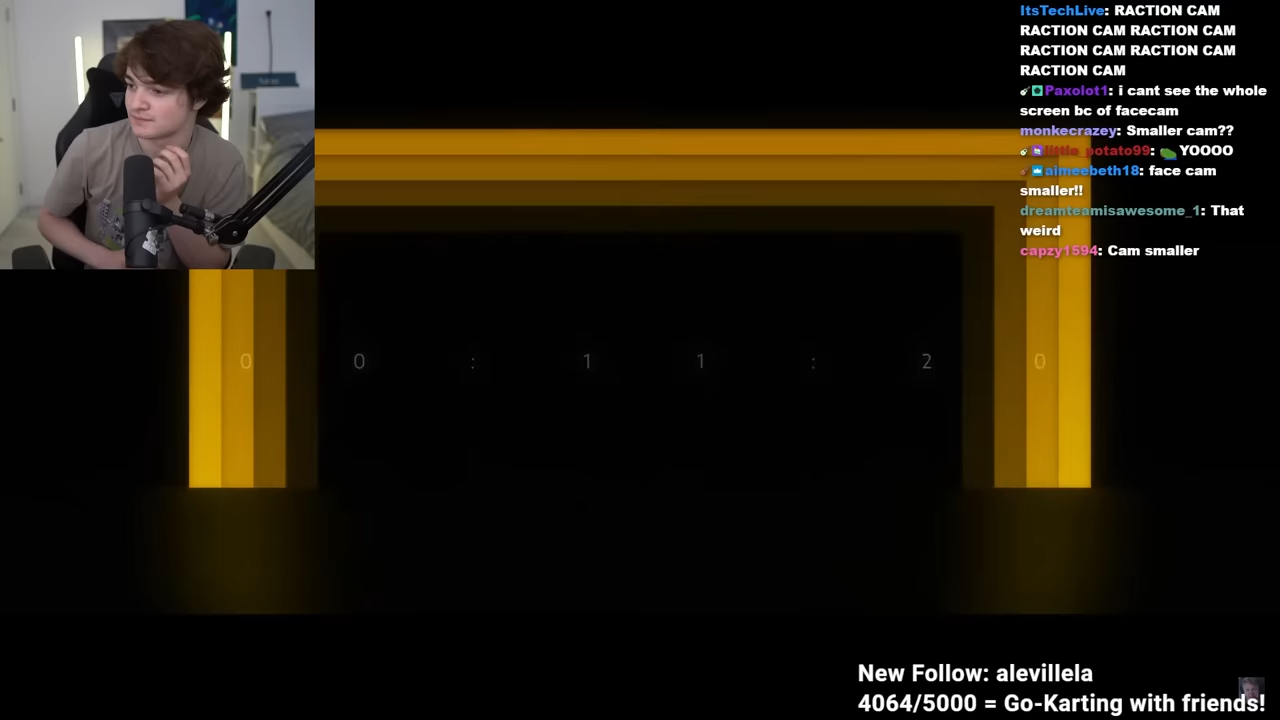 ItsTechLive: RACTION CAM
RACTION CAM RACTION CAM
RACTION CAM RACTION CAM
RACTION CAM
Paxolot1: i cant see the whole
screen bc of facecam
monkecrazey: Smaller cam??
little_potato99: YOOOO
aimeebeth18: face cam
smaller!!
dreamteamisawesome_1: That
weird
capzy1594: Cam smaller
0 0 : 1 1 : 2 0
New Follow: alevillela
4064/5000 = Go-Karting with friends!